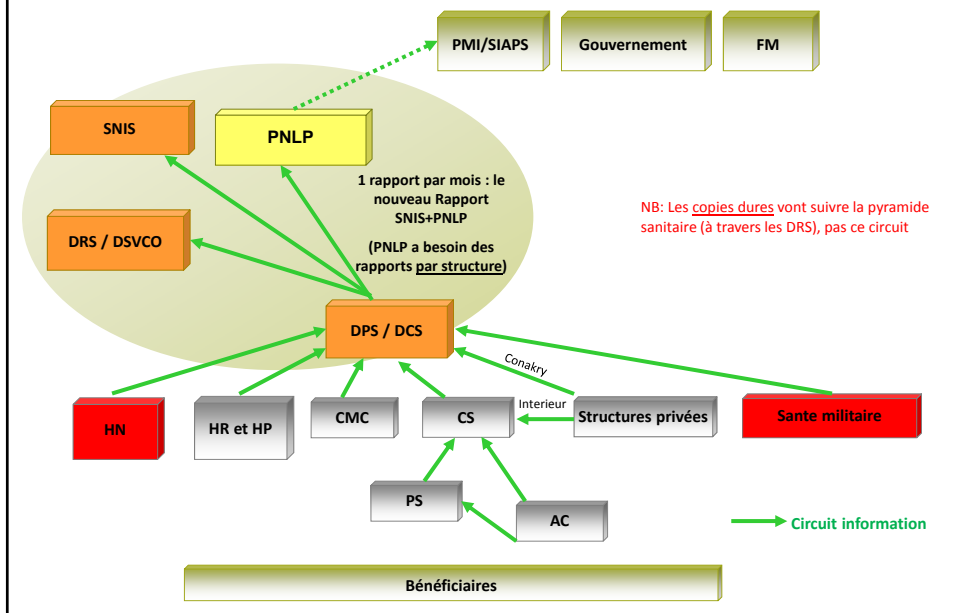 PMI/SIAPS
Gouvernement
FM
SNIS
PNLP
1 rapport par mois : le
nouveau Rapport
SNIS+PNLP
(PNLP a besoin des
rapports par structure)
NB: Les copies dures vont suivre la pyramide
sanitaire (à travers les DRS), pas ce circuit
DRS / DSVCO
DPS / DCS
Conakry
Interieur
HN
HR et HP
CMC
CS
Structures privées
Sante militaire
PS
AC
Circuit information
Bénéficiaires